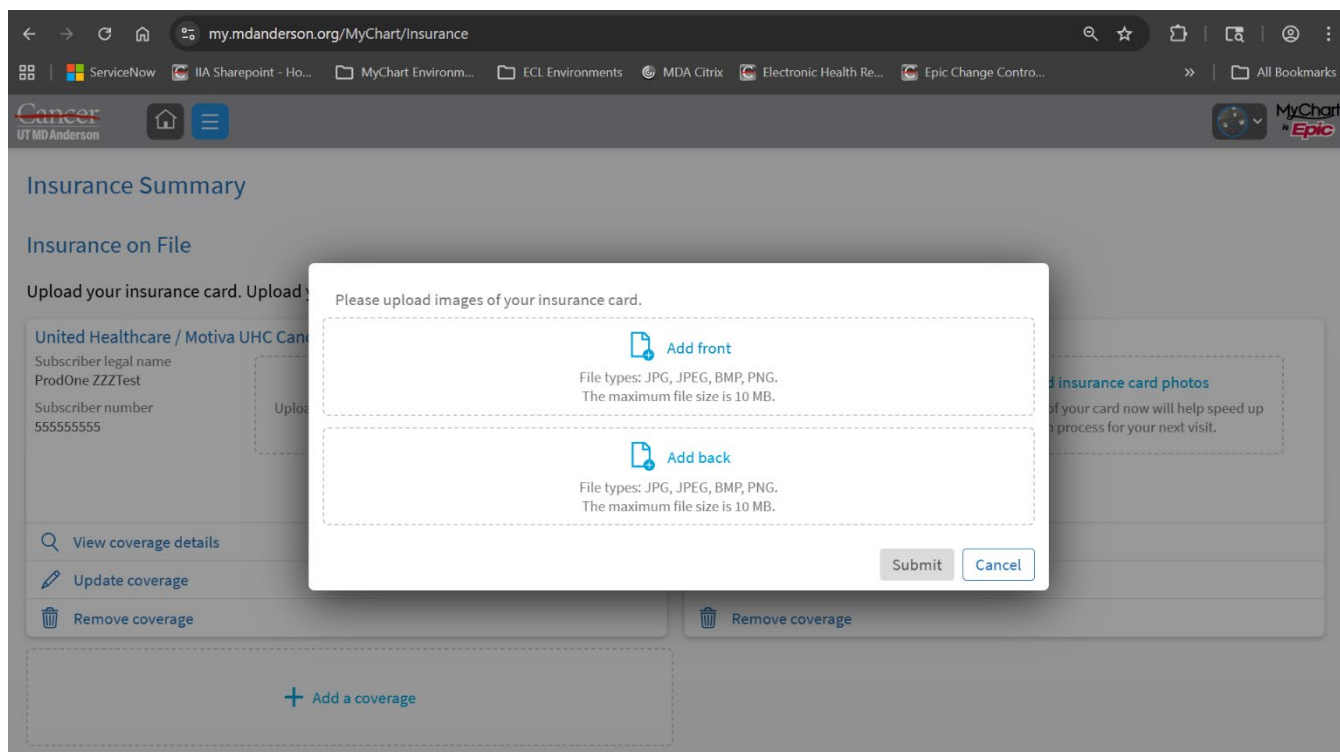 my.mdanderson.org/MyChart/Insurance
ServiceNow
IIA Sharepoint - Ho...
MyChart Environm...
ECL Environments
MDA Citrix
Electronic Health Re...
Epic Change Contro...
»
All Bookmarks
Cancer
UT MD Anderson
MyChart
Epic
Insurance Summary
Insurance on File
Upload your insurance card. Upload
United Healthcare / Motiva UHC
Subscriber legal name
ProdOne ZZZTest
Subscriber number
555555555
Please upload images of your insurance card.
Add front
File types: JPG, JPEG, BMP, PNG.
The maximum file size is 10 MB.
Add back
File types: JPG, JPEG, BMP, PNG.
The maximum file size is 10 MB.
Submit
Cancel
insurance card photos
of your card now will help speed up
process for your next visit.
View coverage details
Update coverage
Remove coverage
Remove coverage
+ Add a coverage